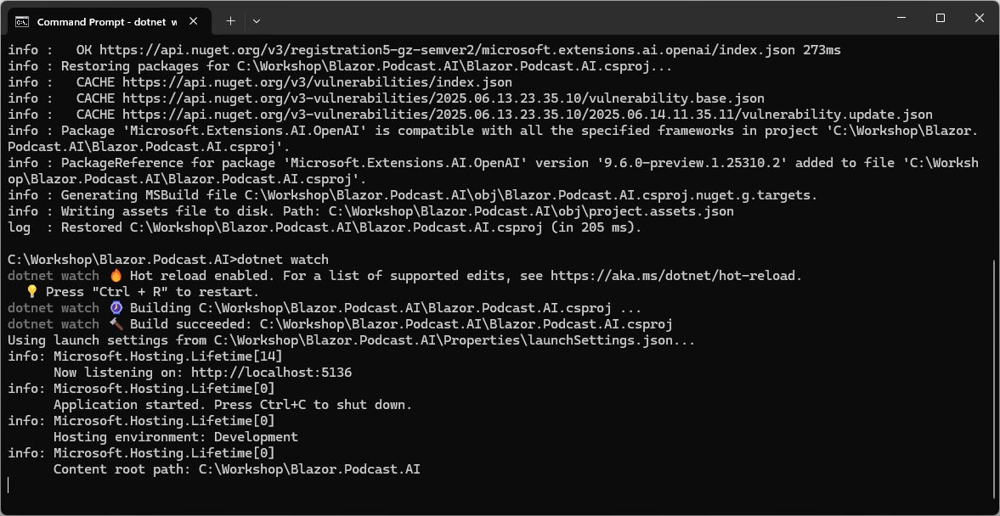 Command Prompt - dotnet w
info :   OK https://api.nuget.org/v3/registration5-gz-semver2/microsoft.extensions.ai.openai/index.json 273ms
info : Restoring packages for C:\Workshop\Blazor.Podcast.AI\Blazor.Podcast.AI.csproj...
info :   CACHE https://api.nuget.org/v3/vulnerabilities/index.json
info :   CACHE https://api.nuget.org/v3-vulnerabilities/2025.06.13.23.35.10/vulnerability.base.json
info :   CACHE https://api.nuget.org/v3-vulnerabilities/2025.06.13.23.35.10/2025.06.14.11.35.11/vulnerability.update.json
info : Package 'Microsoft.Extensions.AI.OpenAI' is compatible with all the specified frameworks in project 'C:\Workshop\Blazor.
Podcast.AI\Blazor.Podcast.AI.csproj'.
info : PackageReference for package 'Microsoft.Extensions.AI.OpenAI' version '9.6.0-preview.1.25310.2' added to file 'C:\Worksh
op\Blazor.Podcast.AI\Blazor.Podcast.AI.csproj'.
info : Generating MSBuild file C:\Workshop\Blazor.Podcast.AI\obj\Blazor.Podcast.AI.csproj.nuget.g.targets.
info : Writing assets file to disk. Path: C:\Workshop\Blazor.Podcast.AI\obj\project.assets.json
log  : Restored C:\Workshop\Blazor.Podcast.AI\Blazor.Podcast.AI.csproj (in 205 ms).
C:\Workshop\Blazor.Podcast.AI>dotnet watch
dotnet watch 🔥 Hot reload enabled. For a list of supported edits, see https://aka.ms/dotnet/hot-reload.
💡 Press "Ctrl + R" to restart.
dotnet watch ⌚ Building C:\Workshop\Blazor.Podcast.AI\Blazor.Podcast.AI.csproj ...
dotnet watch 🔨 Build succeeded: C:\Workshop\Blazor.Podcast.AI\Blazor.Podcast.AI.csproj
Using launch settings from C:\Workshop\Blazor.Podcast.AI\Properties\launchSettings.json...
info: Microsoft.Hosting.Lifetime[14]
      Now listening on: http://localhost:5136
info: Microsoft.Hosting.Lifetime[0]
      Application started. Press Ctrl+C to shut down.
info: Microsoft.Hosting.Lifetime[0]
      Hosting environment: Development
info: Microsoft.Hosting.Lifetime[0]
      Content root path: C:\Workshop\Blazor.Podcast.AI